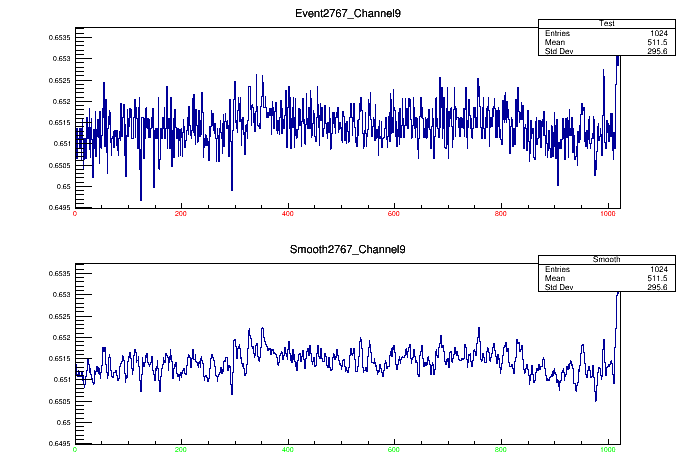 Event2767_Channel9
Test
Entries 1024
Mean 511.5
Std Dev 295.6
0.6535
0.653
0.6525
0.652
0.6515
0.651
0.6505
0.65
0.6495
0 200 400 600 800 1000
Smooth2767_Channel9
Smooth
Entries 1024
Mean 511.5
Std Dev 295.6
0.6535
0.653
0.6525
0.652
0.6515
0.651
0.6505
0.65
0.6495
0 200 400 600 800 1000